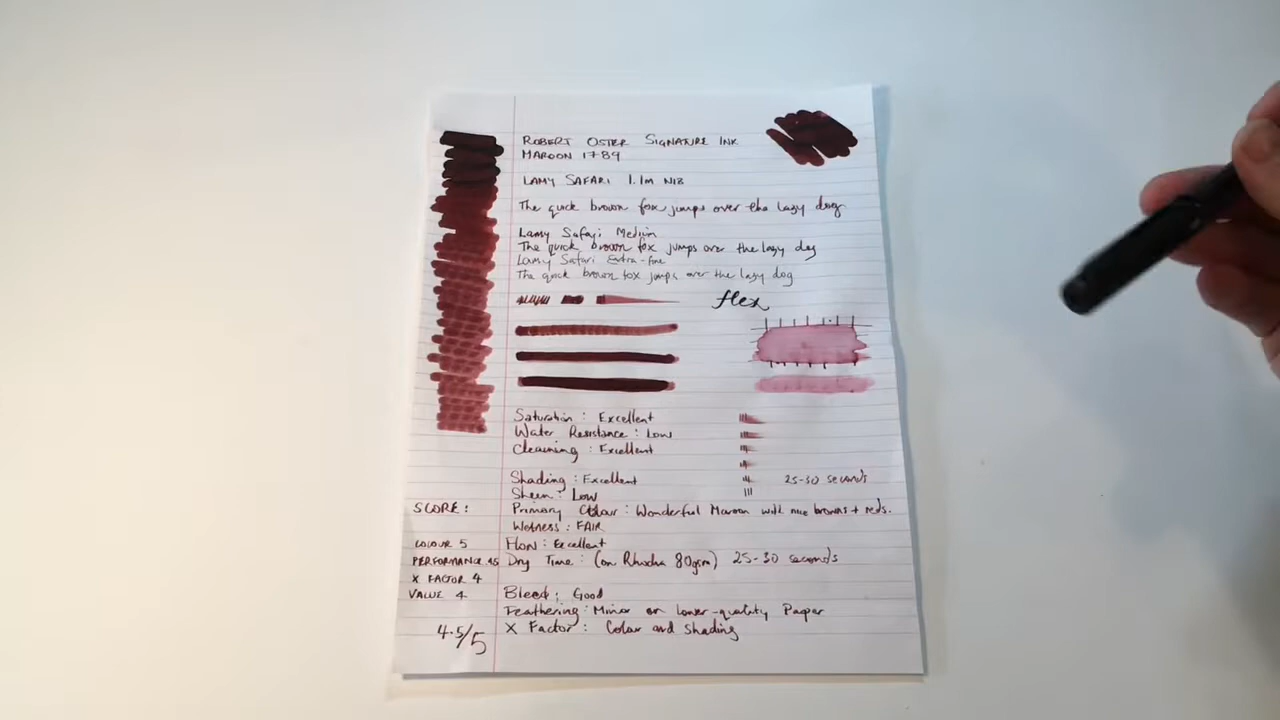 ROBERT OSTER SIGNATURE INK
MAROON 1789
LAMY SAFARI 1.1m NIB
The quick brown fox jumps over the lazy dog
Lamy Safari Medium
The quick brown fox jumps over the lazy dog
Lamy Safari Extra-fine
The quick brown fox jumps over the lazy dog
flex
Saturation : Excellent
Water Resistance : Low
Cleaning : Excellent
Shading : Excellent
25-30 seconds
Sheen : Low
SCORE :
Primary Colour : Wonderful Maroon with nice browns + reds.
Wetness : FAIR
COLOUR 5
Flow : Excellent
PERFORMANCE 4.5
Dry Time : (on Rhodia 80gsm) 25-30 seconds
X FACTOR 4
VALUE 4
Bleed : Good
Feathering : Minor on lower-quality Paper
X Factor : Colour and Shading
4.5/5